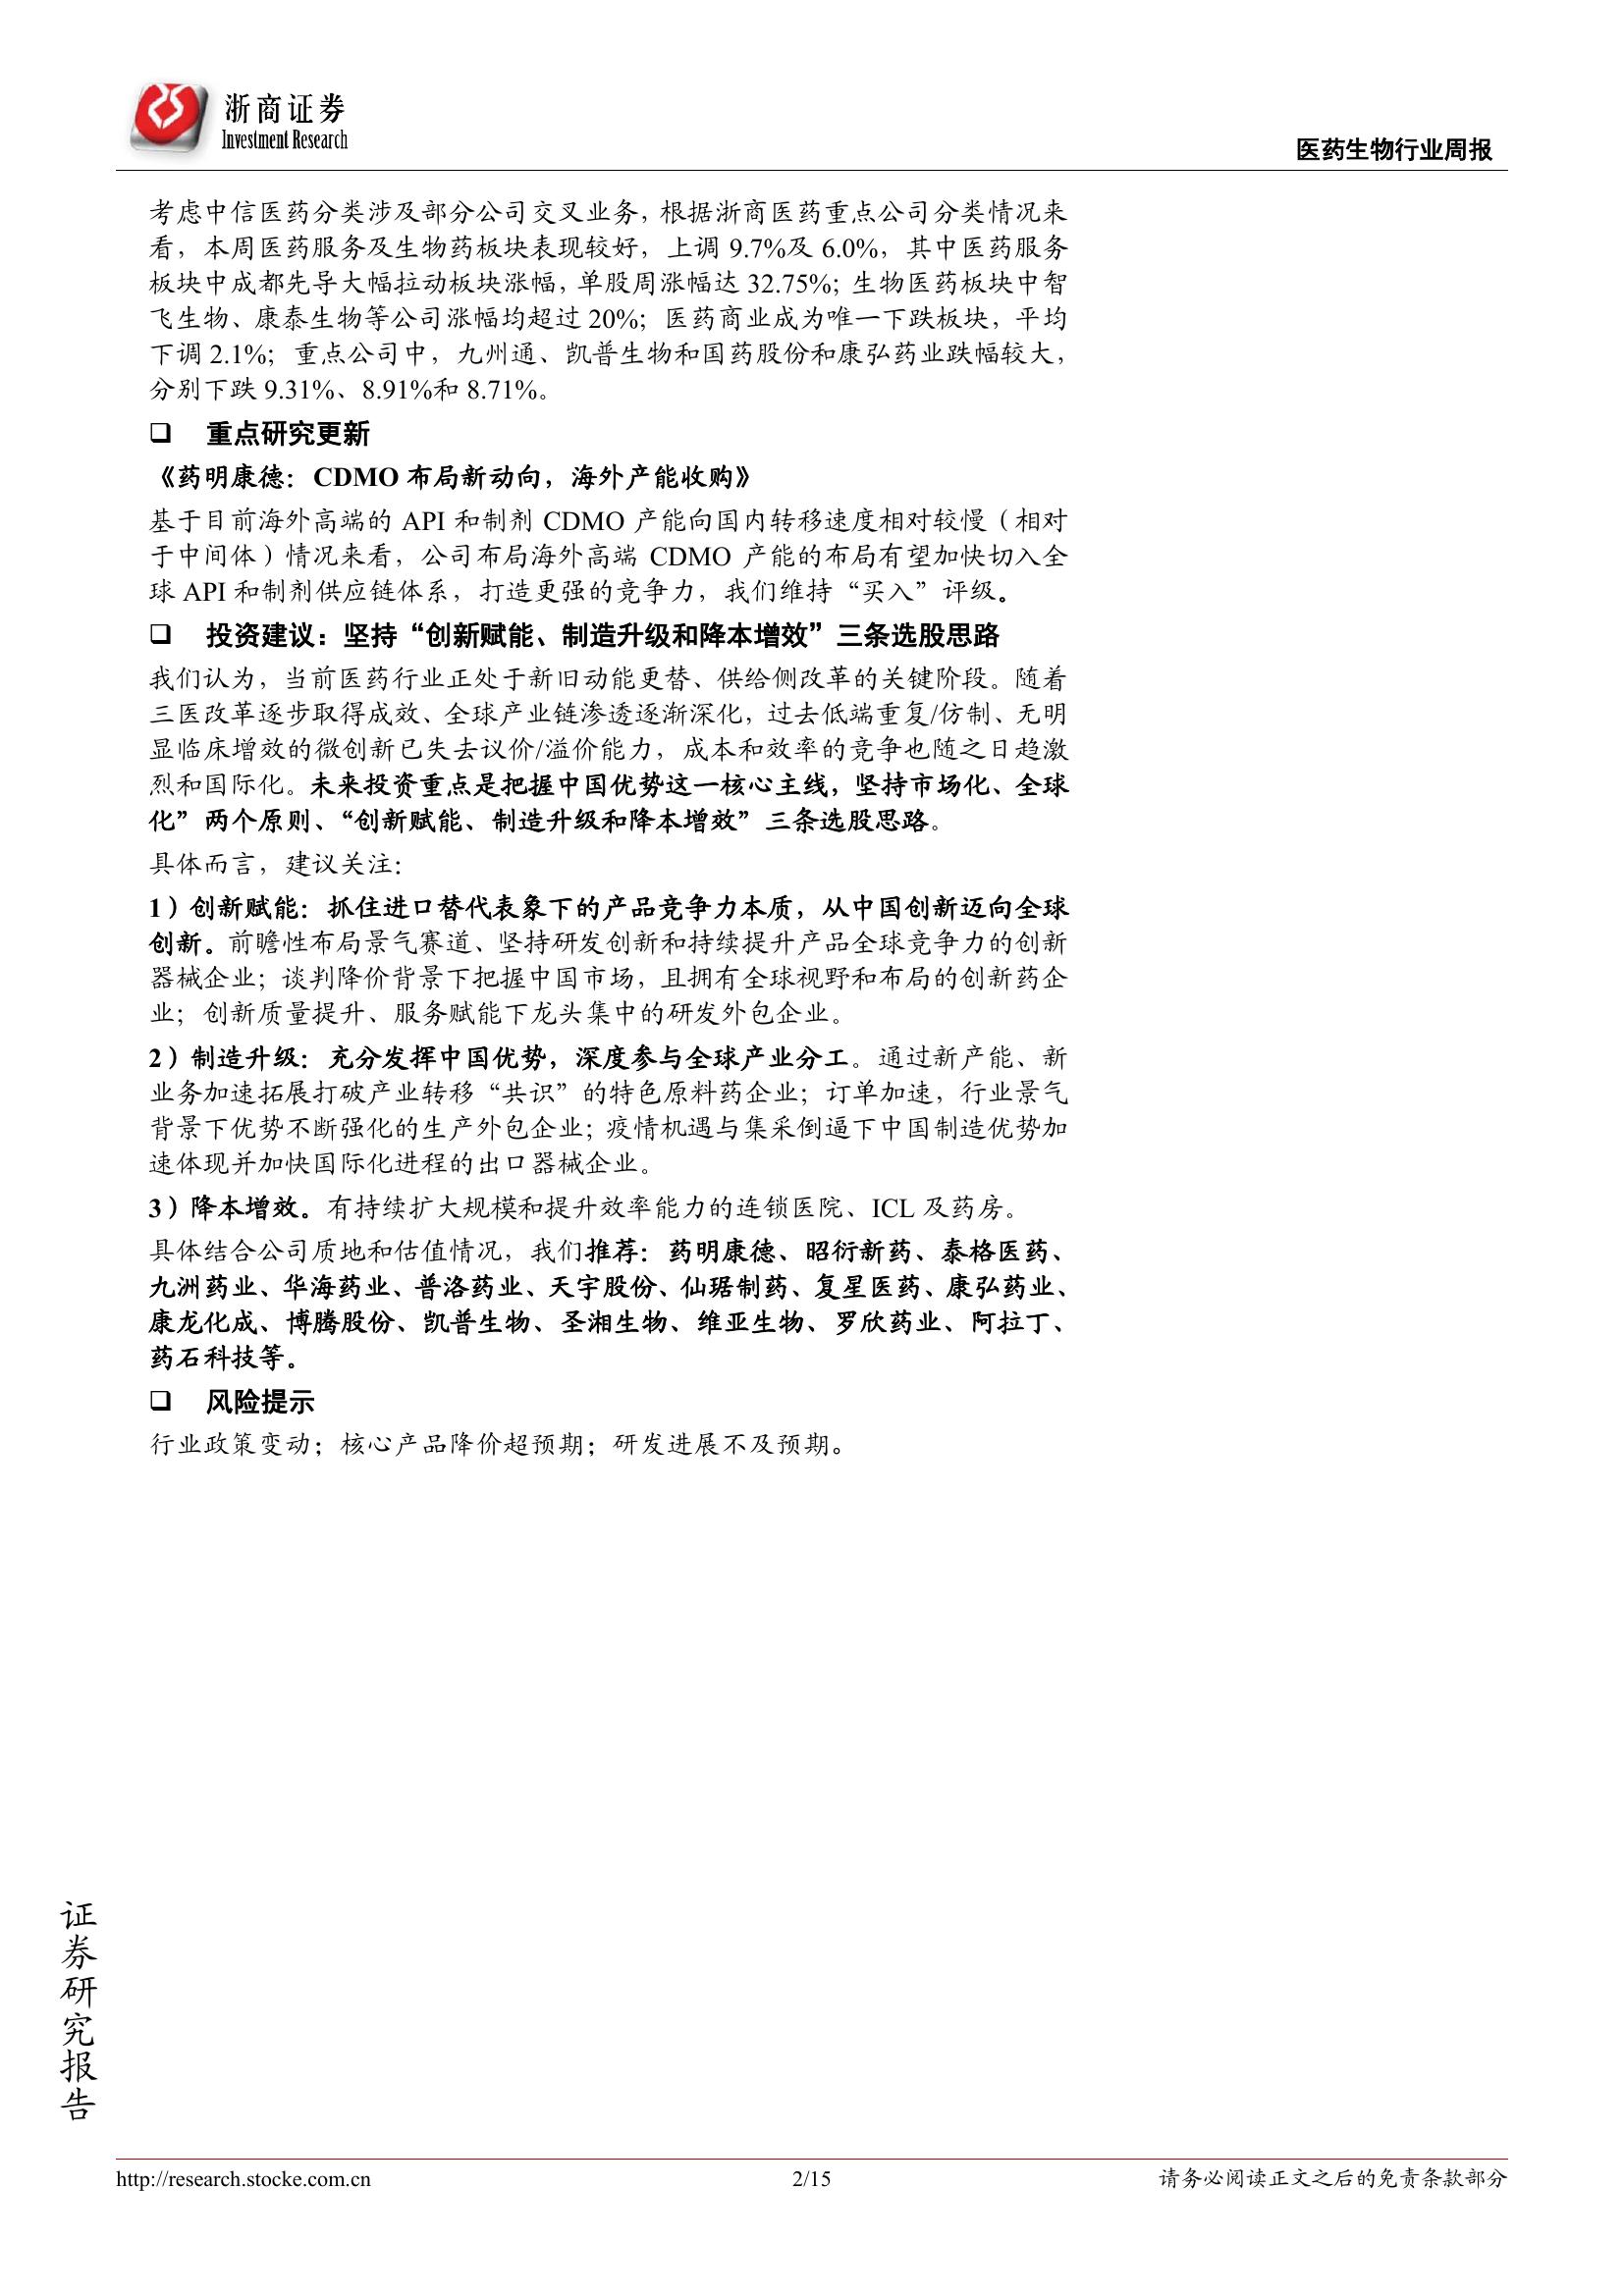 浙商证券
Investment Research
医药生物行业周报
考虑中信医药分类涉及部分公司交叉业务，根据浙商医药重点公司分类情况来
看，本周医药服务及生物药板块表现较好，上调 9.7%及 6.0%，其中医药服务
板块中成都先导大幅拉动板块涨幅，单股周涨幅达 32.75%；生物医药板块中智
飞生物、康泰生物等公司涨幅均超过 20%；医药商业成为唯一下跌板块，平均
下调 2.1%；重点公司中，九州通、凯普生物和国药股份和康弘药业跌幅较大，
分别下跌 9.31%、8.91%和 8.71%。
❑ 重点研究更新
《药明康德：CDMO 布局新动向，海外产能收购》
基于目前海外高端的 API 和制剂 CDMO 产能向国内转移速度相对较慢（相对
于中间体）情况来看，公司布局海外高端 CDMO 产能的布局有望加快切入全
球 API 和制剂供应链体系，打造更强的竞争力，我们维持“买入”评级。
❑ 投资建议：坚持“创新赋能、制造升级和降本增效”三条选股思路
我们认为，当前医药行业正处于新旧动能更替、供给侧改革的关键阶段。随着
三医改革逐步取得成效、全球产业链渗透逐渐深化，过去低端重复/仿制、无明
显临床增效的微创新已失去议价/溢价能力，成本和效率的竞争也随之日趋激
烈和国际化。未来投资重点是把握中国优势这一核心主线，坚持市场化、全球
化”两个原则、“创新赋能、制造升级和降本增效”三条选股思路。
具体而言，建议关注：
1）创新赋能：抓住进口替代表象下的产品竞争力本质，从中国创新迈向全球
创新。前瞻性布局景气赛道、坚持研发创新和持续提升产品全球竞争力的创新
器械企业；谈判降价背景下把握中国市场，且拥有全球视野和布局的创新药企
业；创新质量提升、服务赋能下龙头集中的研发外包企业。
2）制造升级：充分发挥中国优势，深度参与全球产业分工。通过新产能、新
业务加速拓展打破产业转移“共识”的特色原料药企业；订单加速，行业景气
背景下优势不断强化的生产外包企业；疫情机遇与集采倒逼下中国制造优势加
速体现并加快国际化进程的出口器械企业。
3）降本增效。有持续扩大规模和提升效率能力的连锁医院、ICL 及药房。
具体结合公司质地和估值情况，我们推荐：药明康德、昭衍新药、泰格医药、
九洲药业、华海药业、普洛药业、天宇股份、仙琚制药、复星医药、康弘药业、
康龙化成、博腾股份、凯普生物、圣湘生物、维亚生物、罗欣药业、阿拉丁、
药石科技等。
❑ 风险提示
行业政策变动；核心产品降价超预期；研发进展不及预期。
证券研究报告
http://research.stocke.com.cn
2/15
请务必阅读正文之后的免责条款部分